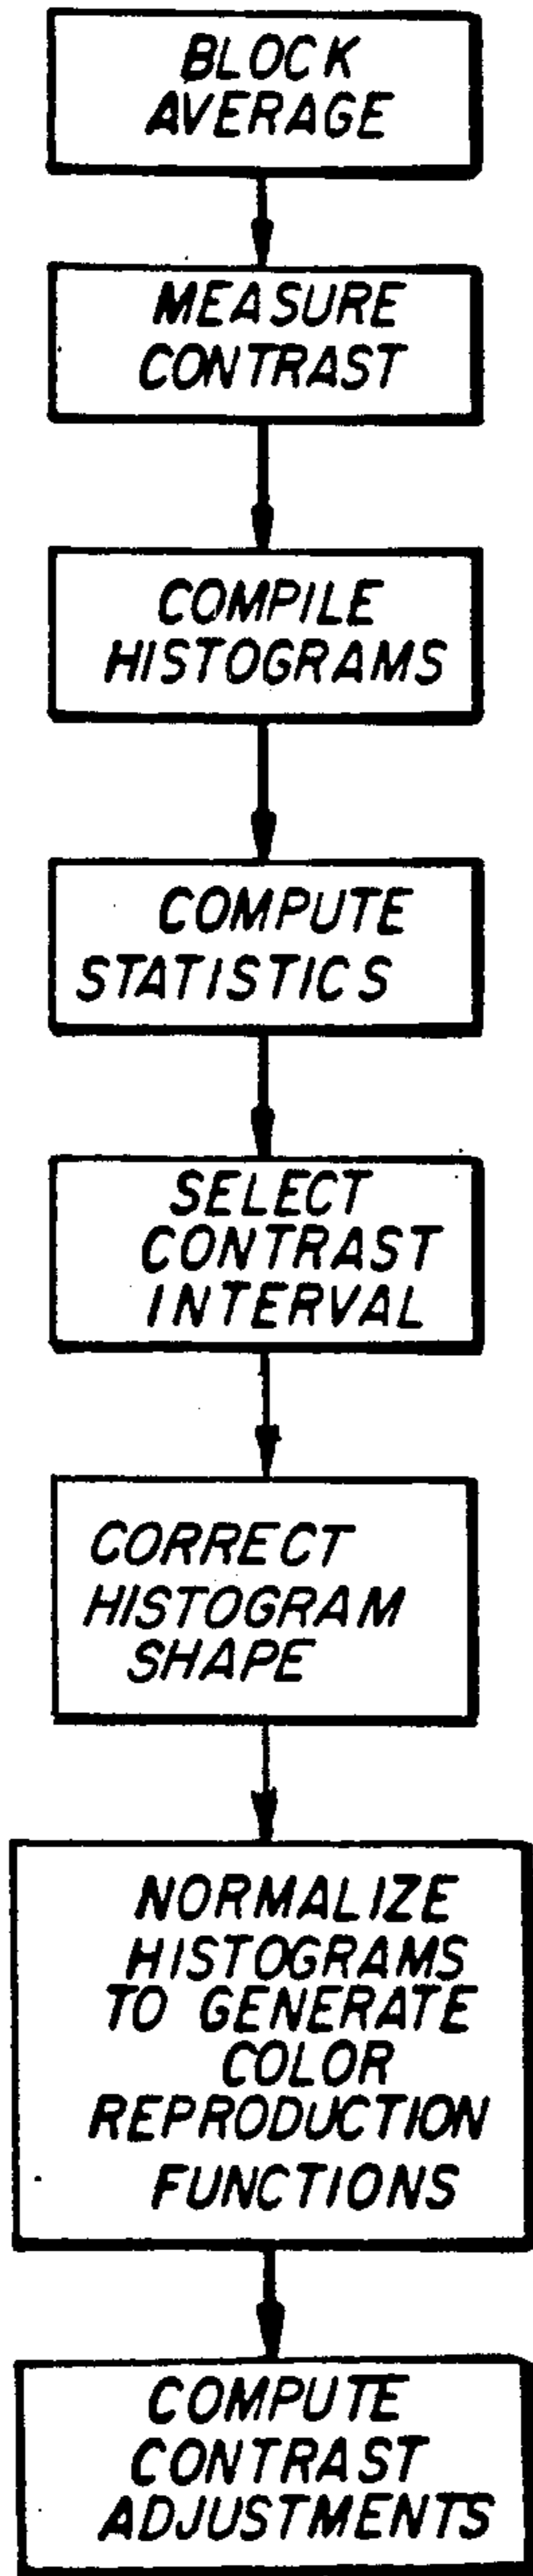 BLOCK
AVERAGE
MEASURE
CONTRAST
COMPILE
HISTOGRAMS
COMPUTE
STATISTICS
SELECT
CONTRAST
INTERVAL
CORRECT
HISTOGRAM
SHAPE
NORMALIZE
HISTOGRAMS
TO GENERATE
COLOR
REPRODUCTION
FUNCTIONS
COMPUTE
CONTRAST
ADJUSTMENTS